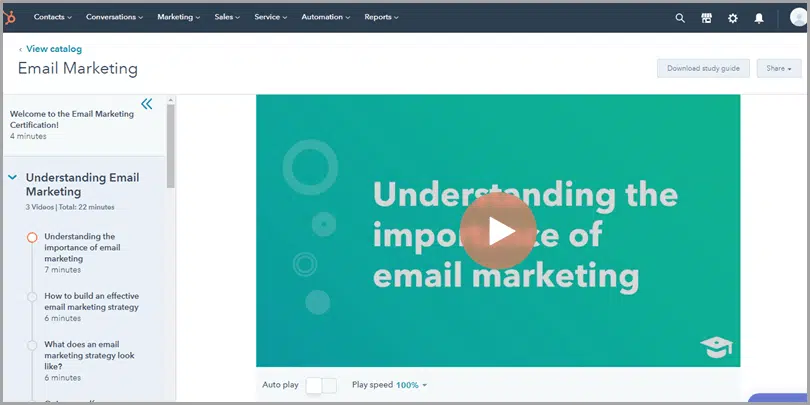 Contacts Conversations Marketing Sales Service Automation Reports
View catalog
Email Marketing
Download study guide
Share
Welcome to the Email Marketing
Certification!
4 minutes
Understanding Email
Marketing
3 Videos | Total: 22 minutes
Understanding the
importance of email
marketing
7 minutes
How to build an effective
email marketing strategy
6 minutes
What does an email
marketing strategy look
like?
6 minutes
Understanding the
importance of
email marketing
Auto play
Play speed 100%